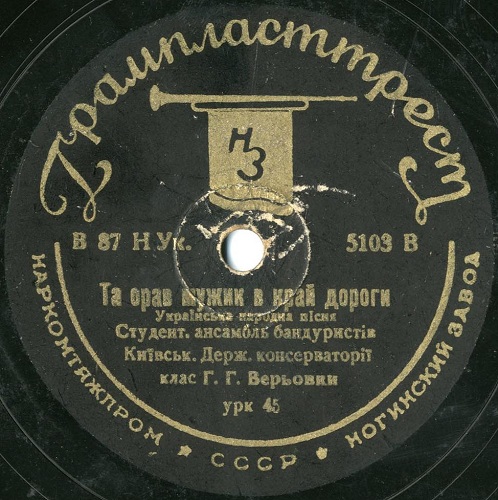 Грампласттрест
НЗ
В 87 Н Ук.
5103 В
Та орав мужик в край дороги
Українська народна пісня
Студент. ансамбль бандуристів
Київськ. Держ. консерваторії
клас Г. Г. Верьовки
урк 45
НАРКОМТЯЖПРОМ ★ СССР ★ НОГИНСКИЙ ЗАВОД